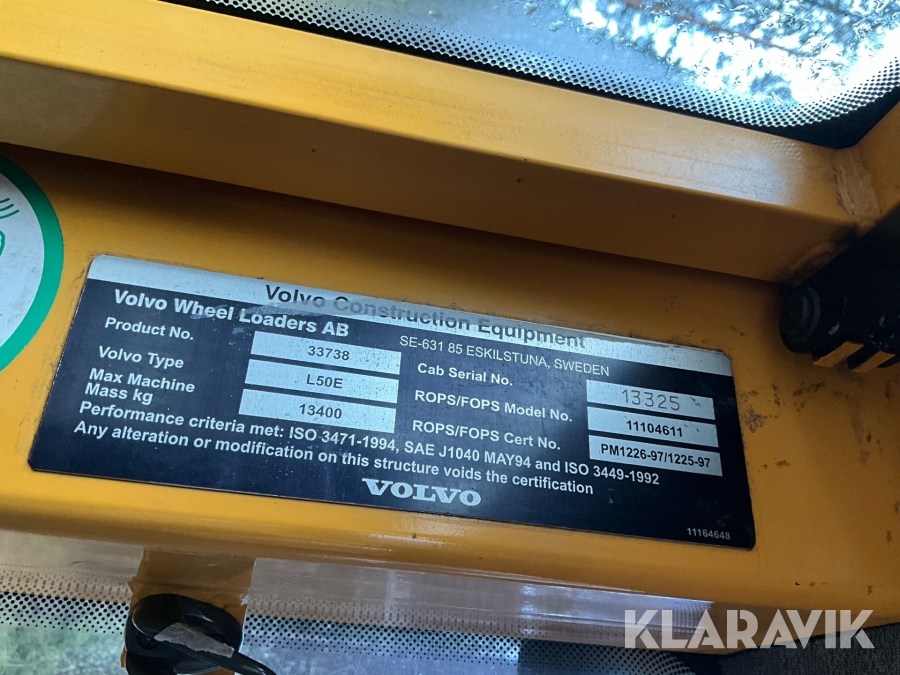 Volvo Construction Equipment
Volvo Wheel Loaders AB
SE-631 85 ESKILSTUNA, SWEDEN
Product No. 33738
Volvo Type L50E
Max Machine Mass kg 13400
Cab Serial No. 13325
ROPS/FOPS Model No. 11104611
ROPS/FOPS Cert No. PM1226-97/1225-97
Performance criteria met: ISO 3471-1994, SAE J1040 MAY94 and ISO 3449-1992
Any alteration or modification on this structure voids the certification
VOLVO
11164648
KLARAVIK